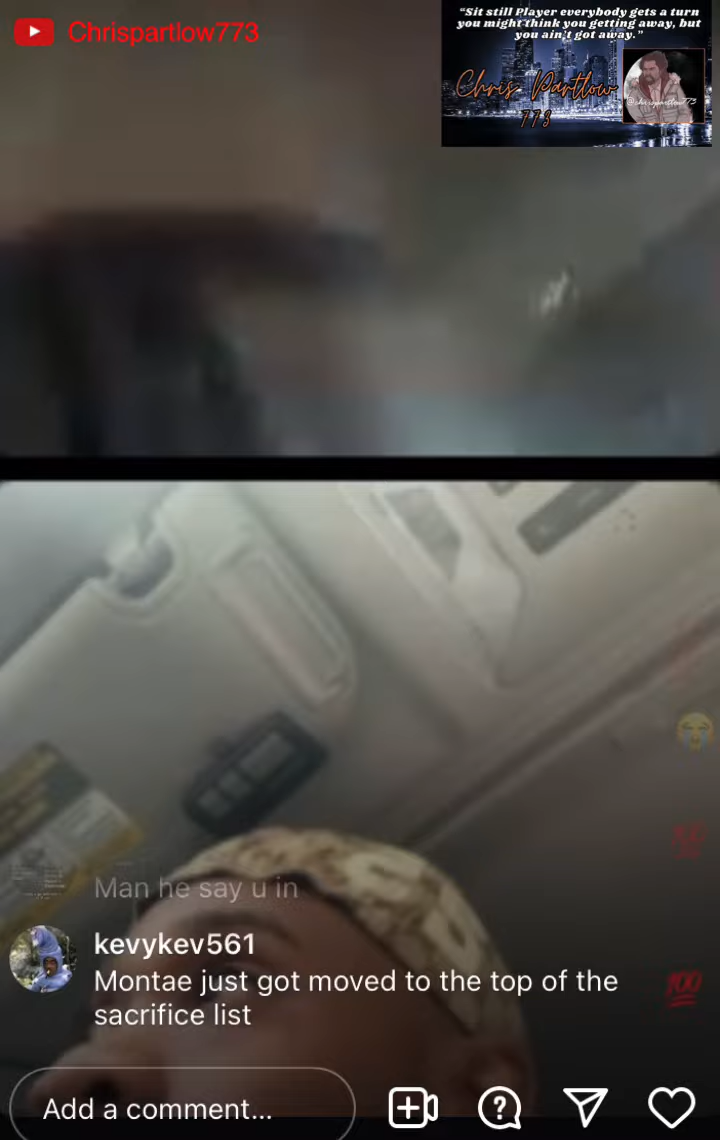 Chrispartlow773
"Sit still Player everybody gets a turn
you might think you getting away, but
you ain't got away."
Chris Partlow
773
@chrispartlow773
Man he say u in
kevykev561
Montae just got moved to the top of the
sacrifice list
💯
Add a comment...